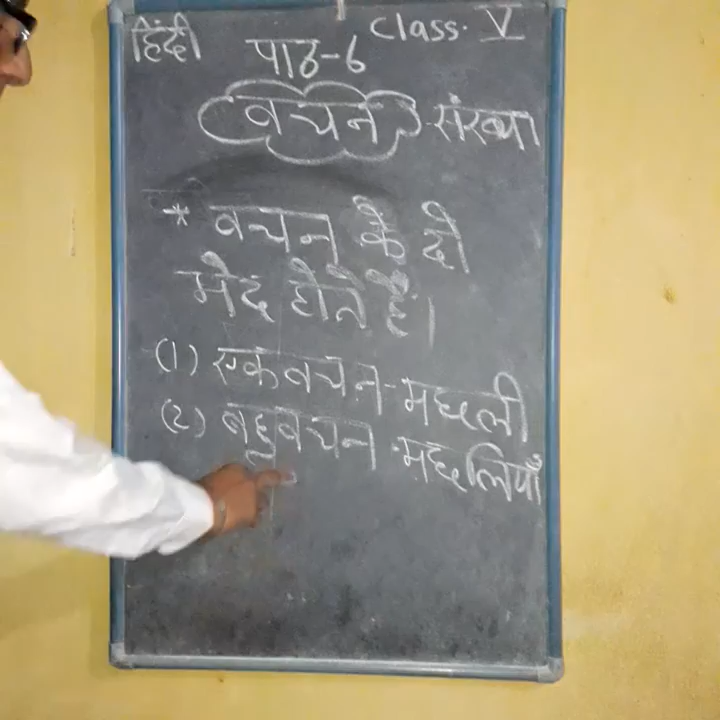 हिंदी
Class. V
पाठ-6
वचन - संख्या
* वचन के दो
भेद होते हैं।
(1) एकवचन - मछली
(2) बहुवचन - मछलियाँ